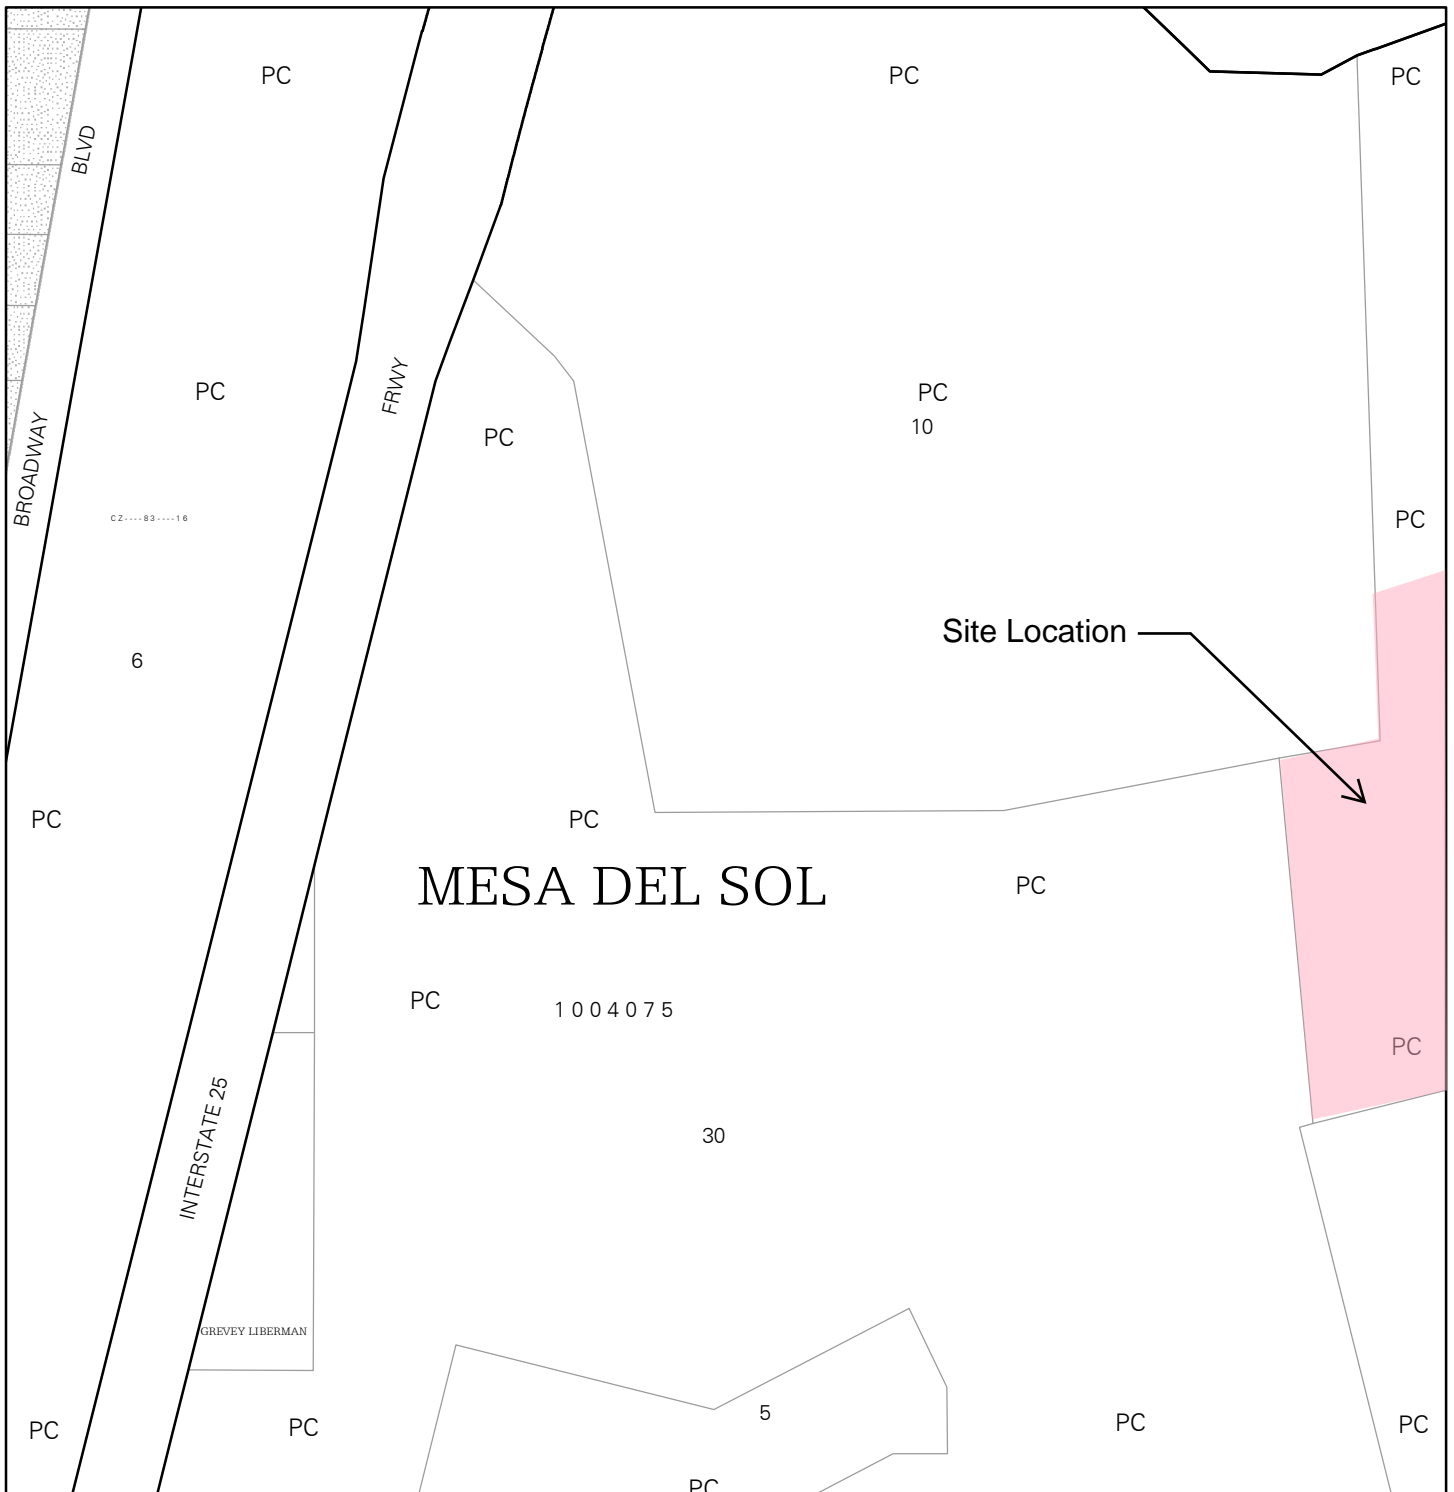 PC
PC
PC
BLVD
FRWY
PC
PC
10
BROADWAY
PC
CZ----83----16
PC
Site Location
6
PC
PC
MESA DEL SOL
PC
PC
1004075
PC
INTERSTATE 25
30
GREVEY LIBERMAN
5
PC
PC
PC
PC
PC